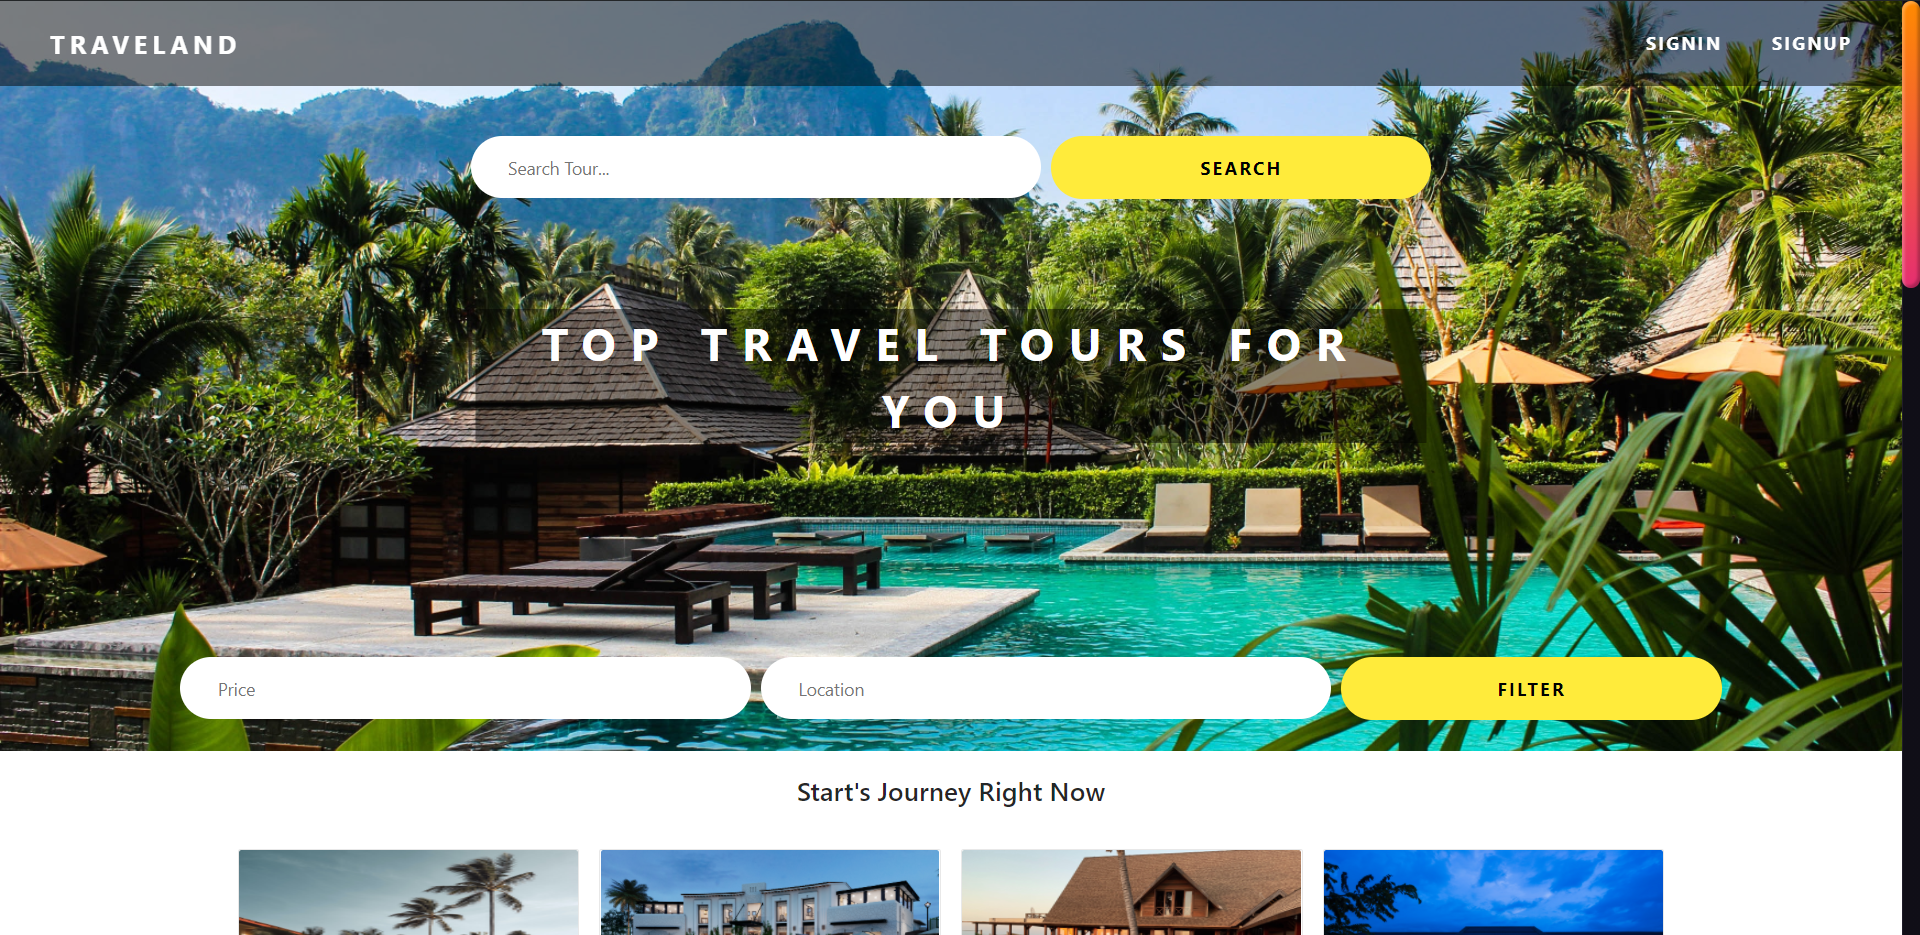 TRAVELAND
SIGNIN SIGNUP
Search Tour...
SEARCH
TOP TRAVEL TOURS FOR
YOU
Price
Location
FILTER
Start's Journey Right Now